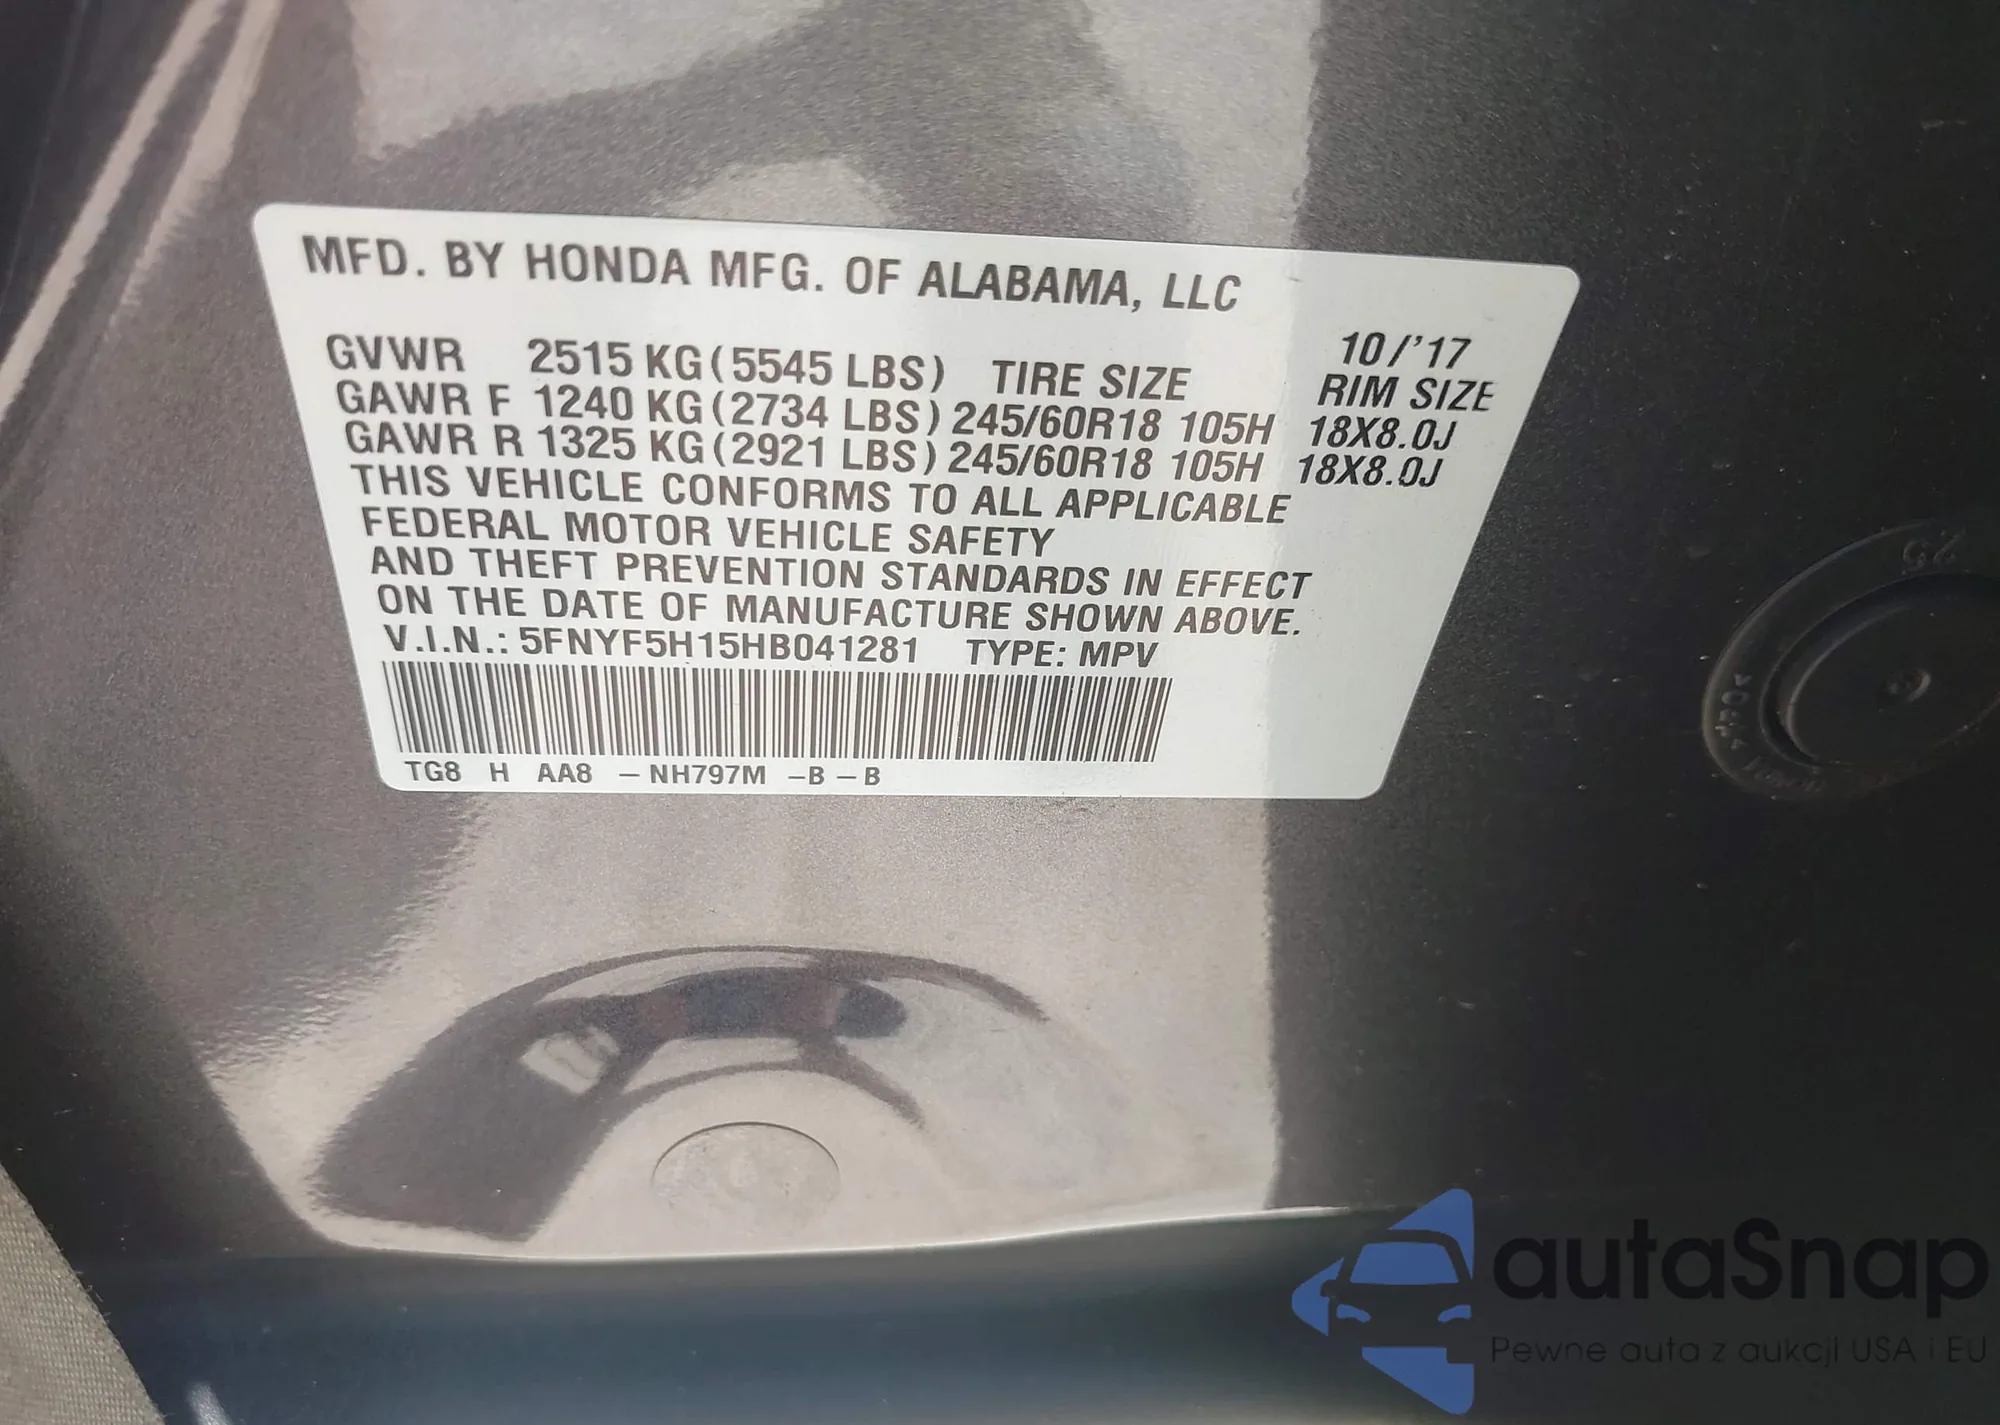 MFD. BY HONDA MFG. OF ALABAMA, LLC
10/'17
GVWR 2515 KG (5545 LBS) TIRE SIZE RIM SIZE
GAWR F 1240 KG (2734 LBS) 245/60R18 105H 18X8.0J
GAWR R 1325 KG (2921 LBS) 245/60R18 105H 18X8.0J
THIS VEHICLE CONFORMS TO ALL APPLICABLE
FEDERAL MOTOR VEHICLE SAFETY
AND THEFT PREVENTION STANDARDS IN EFFECT
ON THE DATE OF MANUFACTURE SHOWN ABOVE.
V.I.N.: 5FNYF5H15HB041281 TYPE: MPV
TG8 H AA8 – NH797M –B – B
25
autaSnap
Pewne auta z aukcji USA i EU